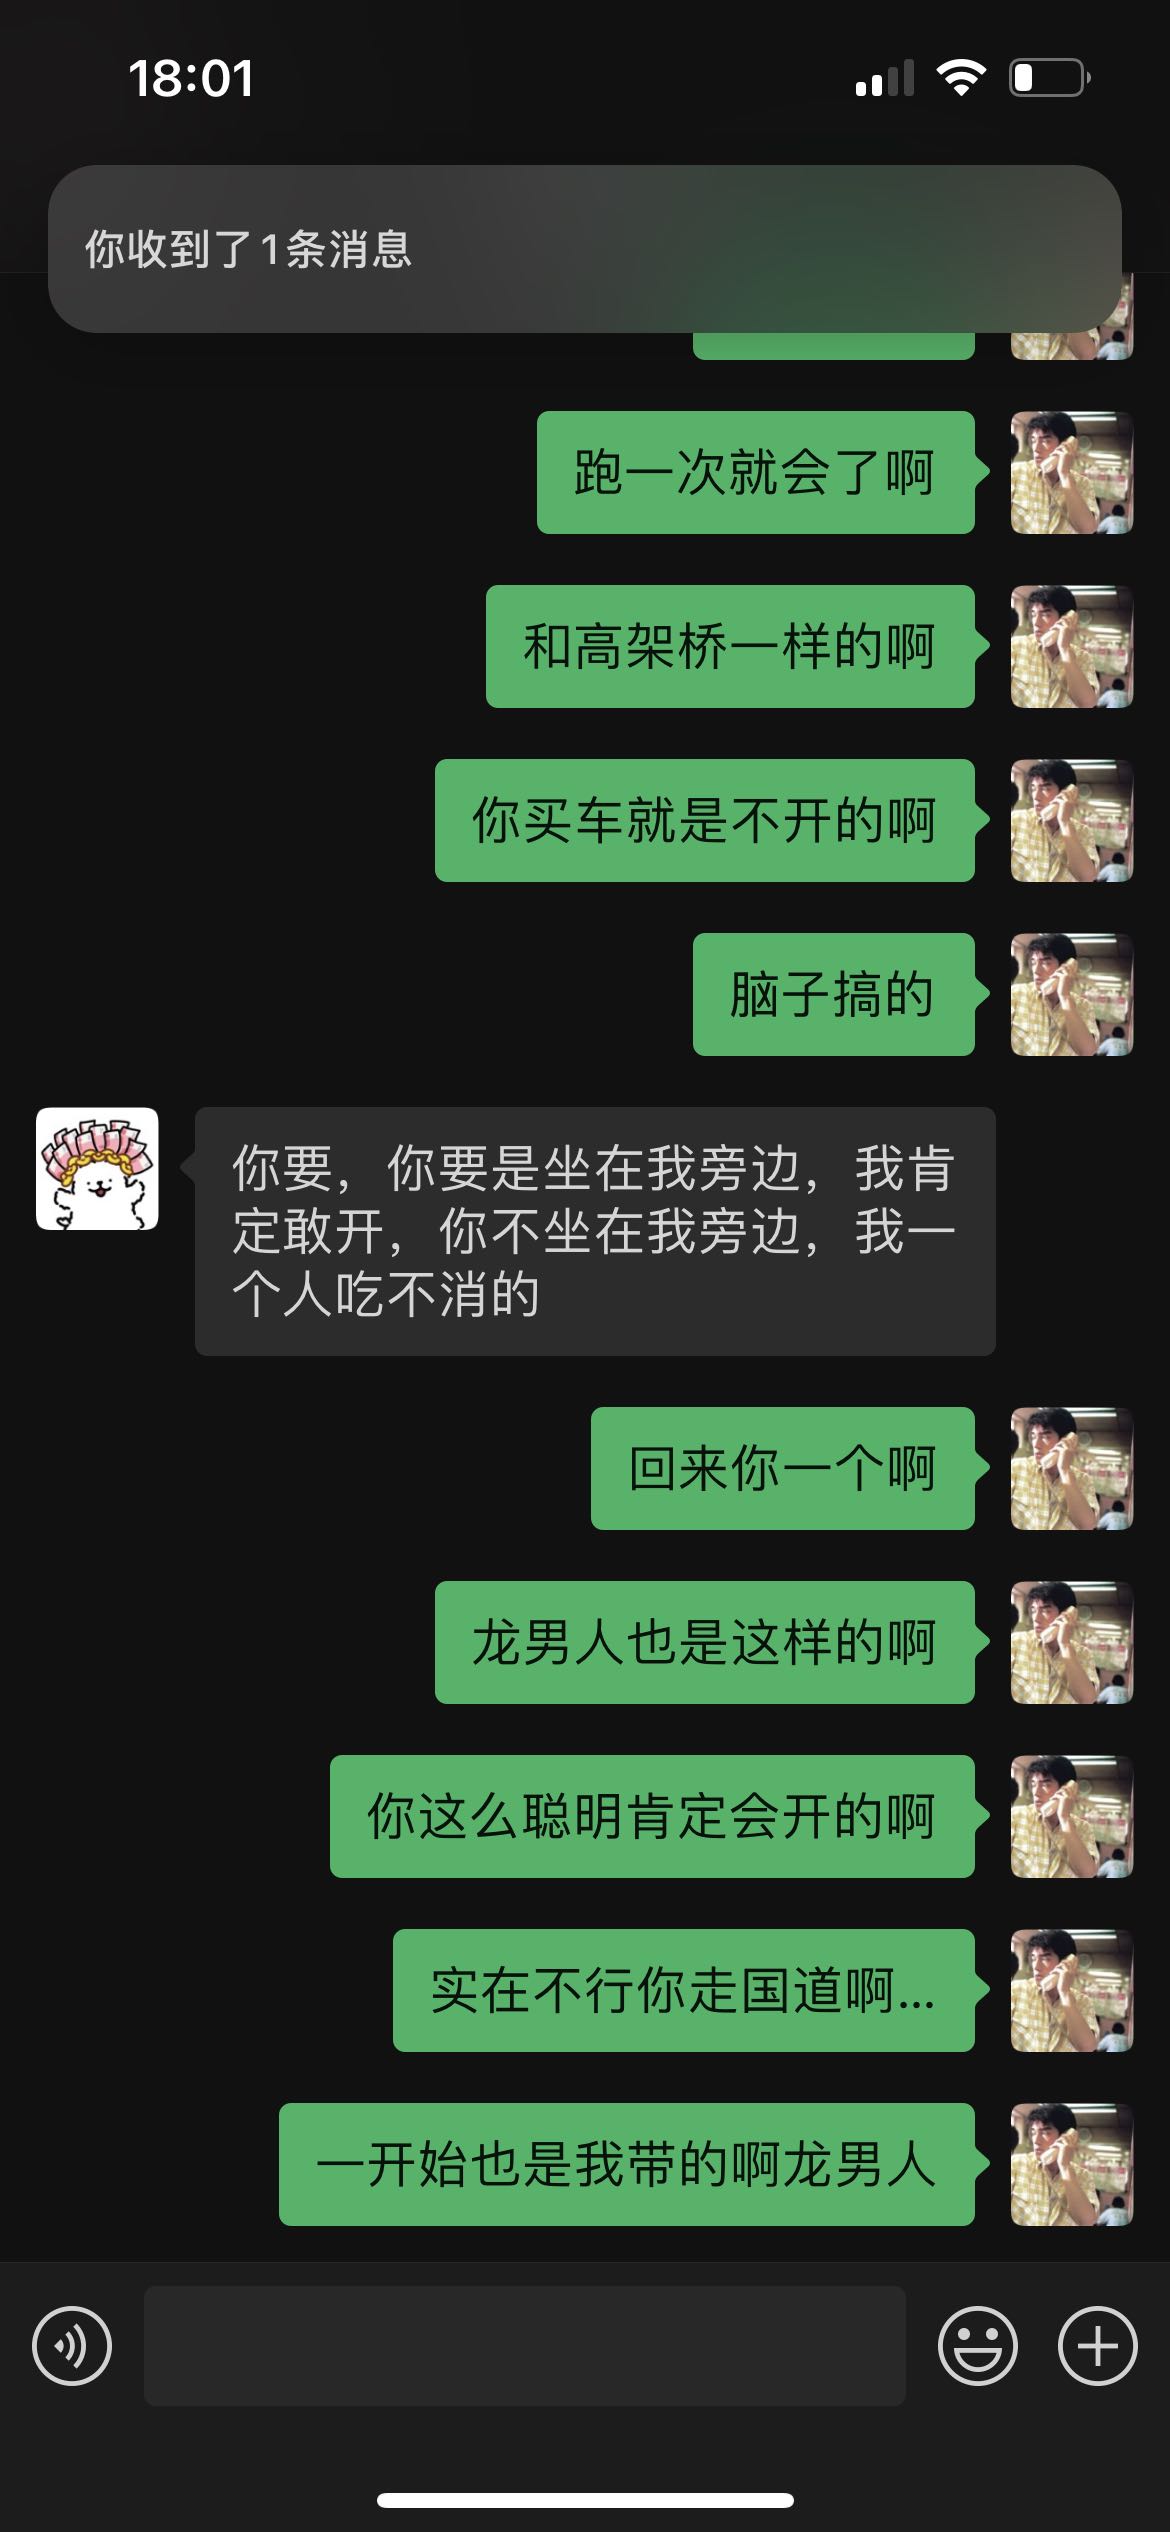 18:01
你收到了1条消息
跑一次就会了啊
和高架桥一样的啊
你买车就是不开的啊
脑子搞的
你要，你要是坐在我旁边，我肯
定敢开，你不坐在我旁边，我一
个人吃不消的
回来你一个啊
龙男人也是这样的啊
你这么聪明肯定会开的啊
实在不行你走国道啊...
一开始也是我带的啊龙男人